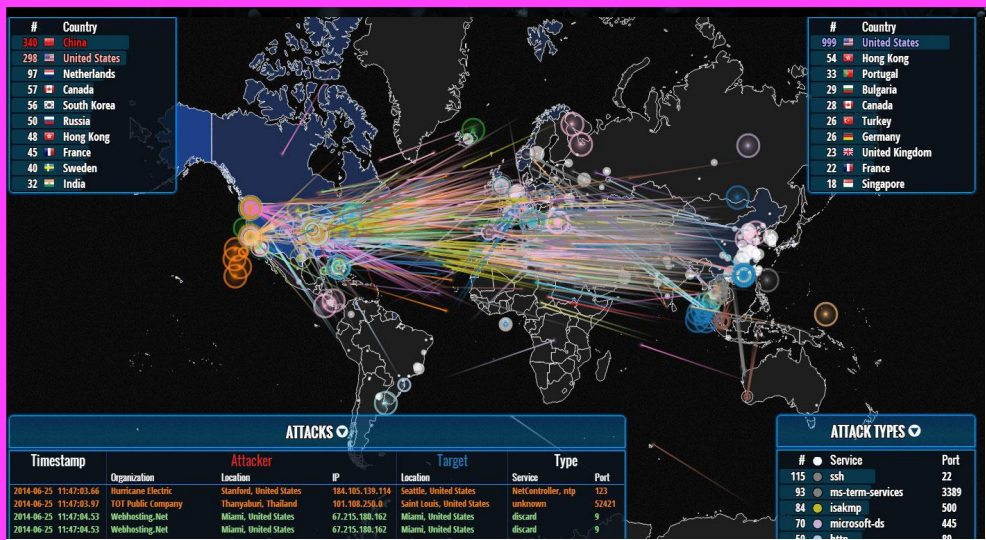 # Country
340 China
298 United States
97 Netherlands
57 Canada
56 South Korea
50 Russia
48 Hong Kong
45 France
40 Sweden
32 India
# Country
999 United States
54 Hong Kong
33 Portugal
29 Bulgaria
28 Canada
26 Turkey
26 Germany
23 United Kingdom
22 France
18 Singapore
ATTACKS
Timestamp Attacker Target Type
Organization Location IP Location Service Port
2014-06-25 11:47:03.66 Hurricane Electric Stanford, United States 184.105.139.114 Seattle, United States NetController, ntp 123
2014-06-25 11:47:03.97 TOT Public Company Thanyaburi, Thailand 101.108.250.0 Saint Louis, United States unknown 52421
2014-06-25 11:47:04.53 Webhosting.Net Miami, United States 67.215.180.162 Miami, United States discard 9
2014-06-25 11:47:04.53 Webhosting.Net Miami, United States 67.215.180.162 Miami, United States discard 9
ATTACK TYPES
# Service Port
115 ssh 22
93 ms-term-services 3389
84 isakmp 500
70 microsoft-ds 445
http 80